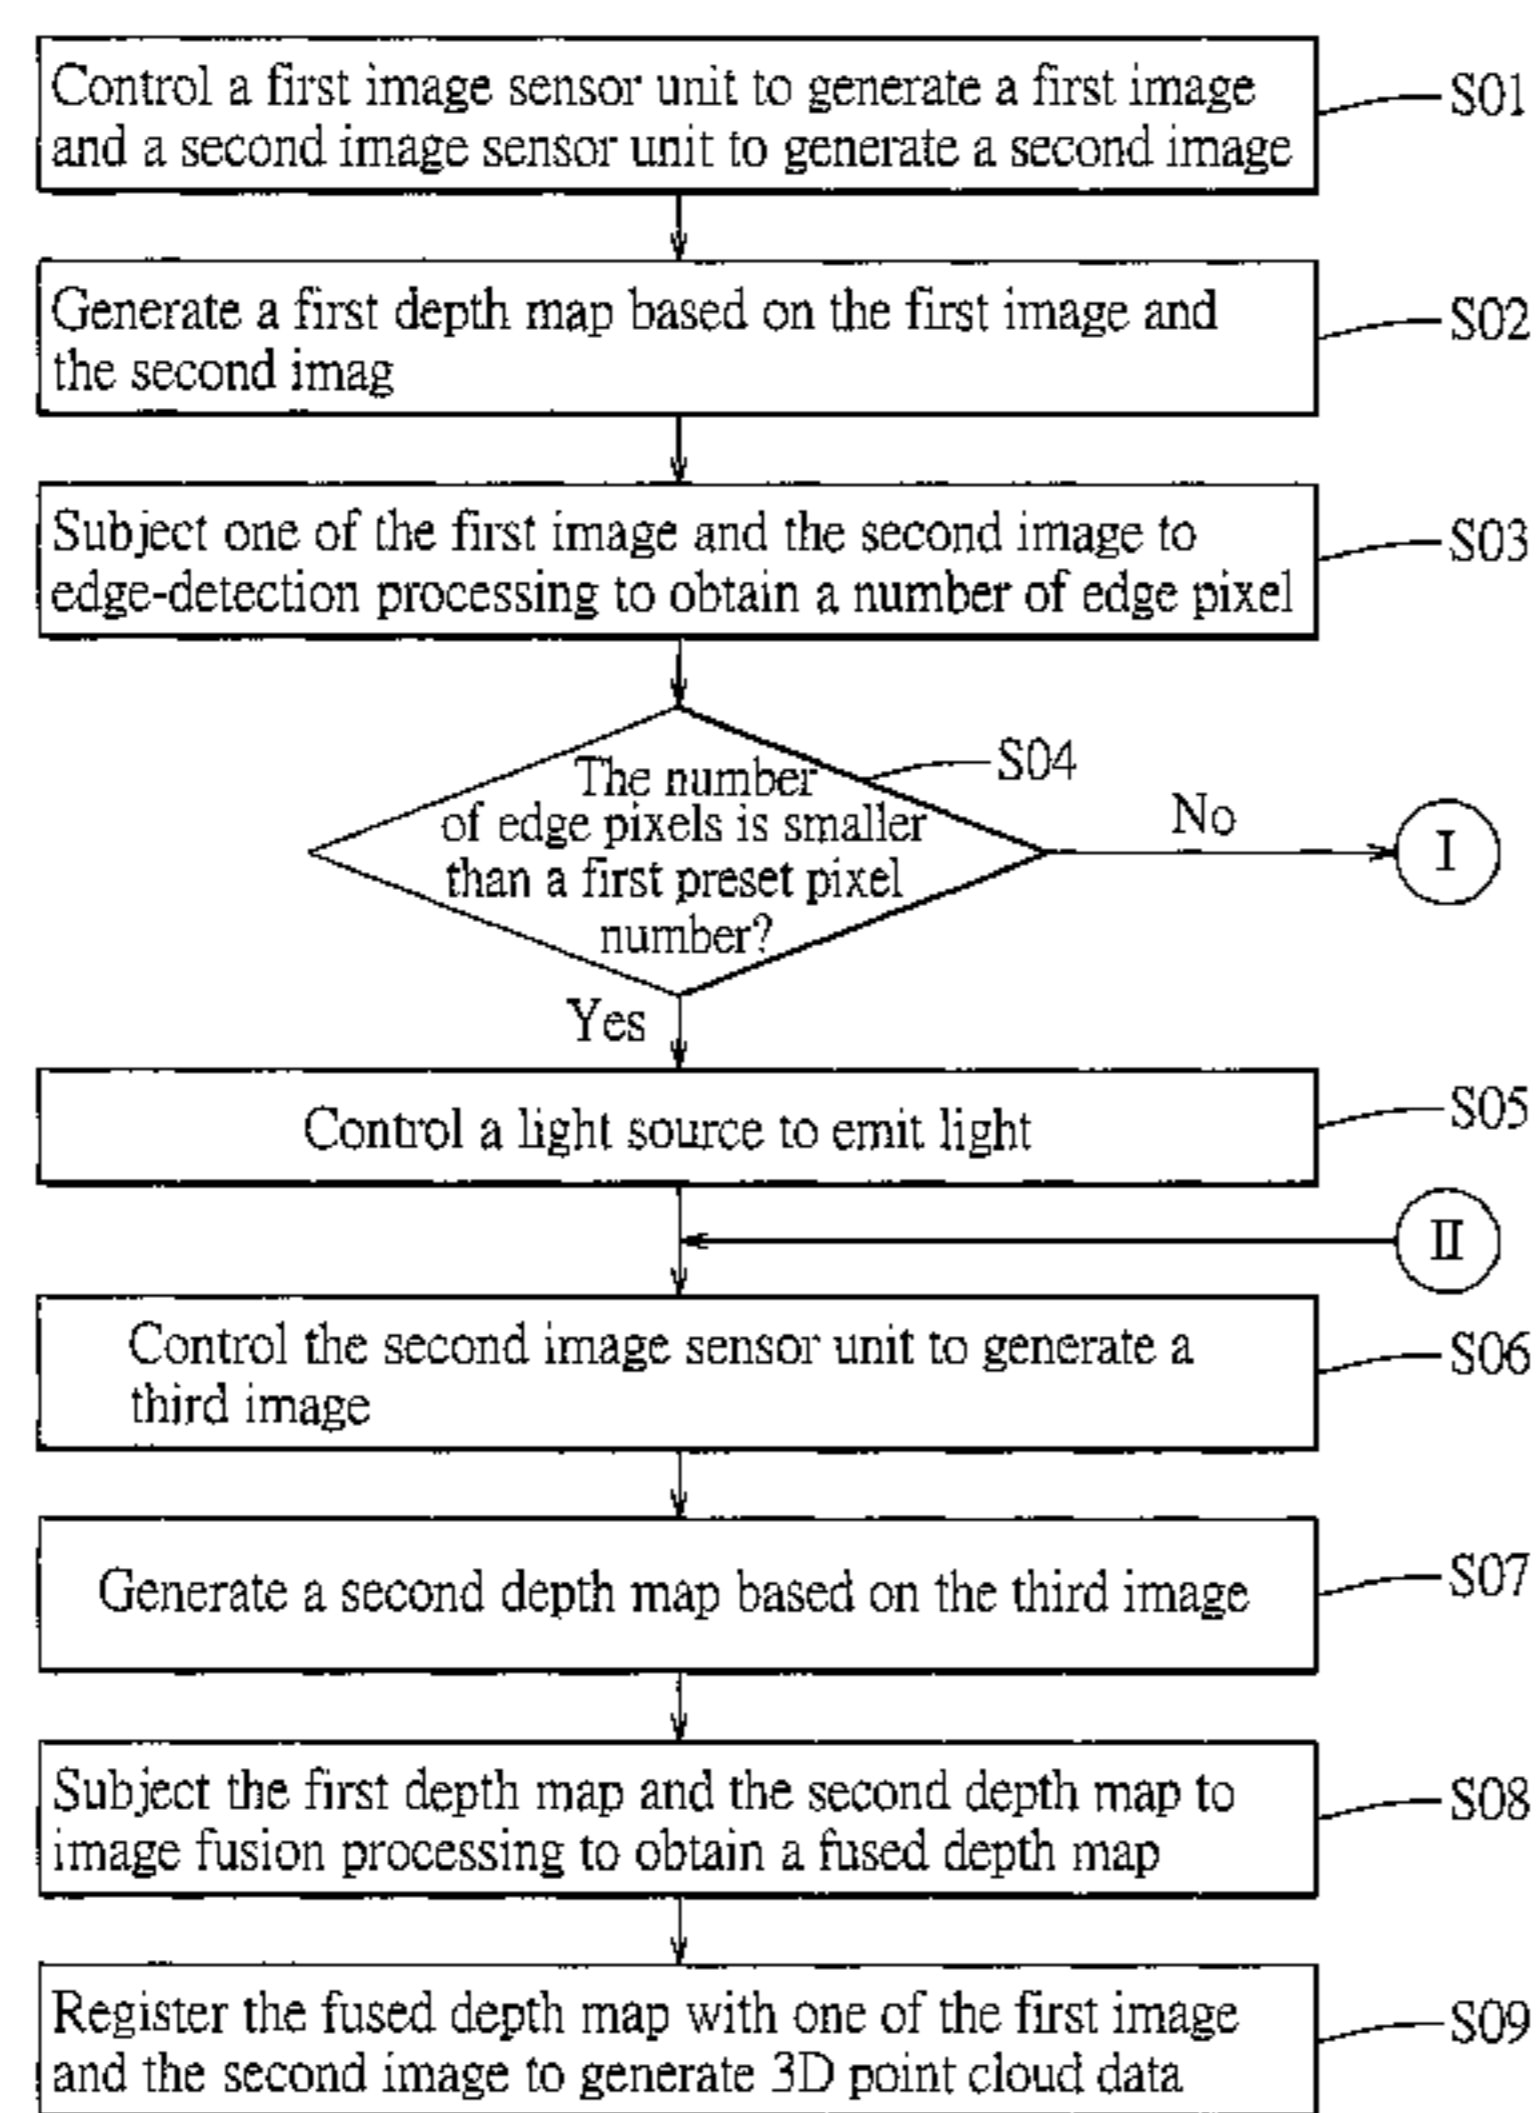 Control a first image sensor unit to generate a first image
and a second image sensor unit to generate a second image
S01
Generate a first depth map based on the first image and
the second imag
S02
Subject one of the first image and the second image to
edge-detection processing to obtain a number of edge pixel
S03
The number
of edge pixels is smaller
than a first preset pixel
number?
S04
No
I
Yes
Control a light source to emit light
S05
II
Control the second image sensor unit to generate a
third image
S06
Generate a second depth map based on the third image
S07
Subject the first depth map and the second depth map to
image fusion processing to obtain a fused depth map
S08
Register the fused depth map with one of the first image
and the second image to generate 3D point cloud data
S09